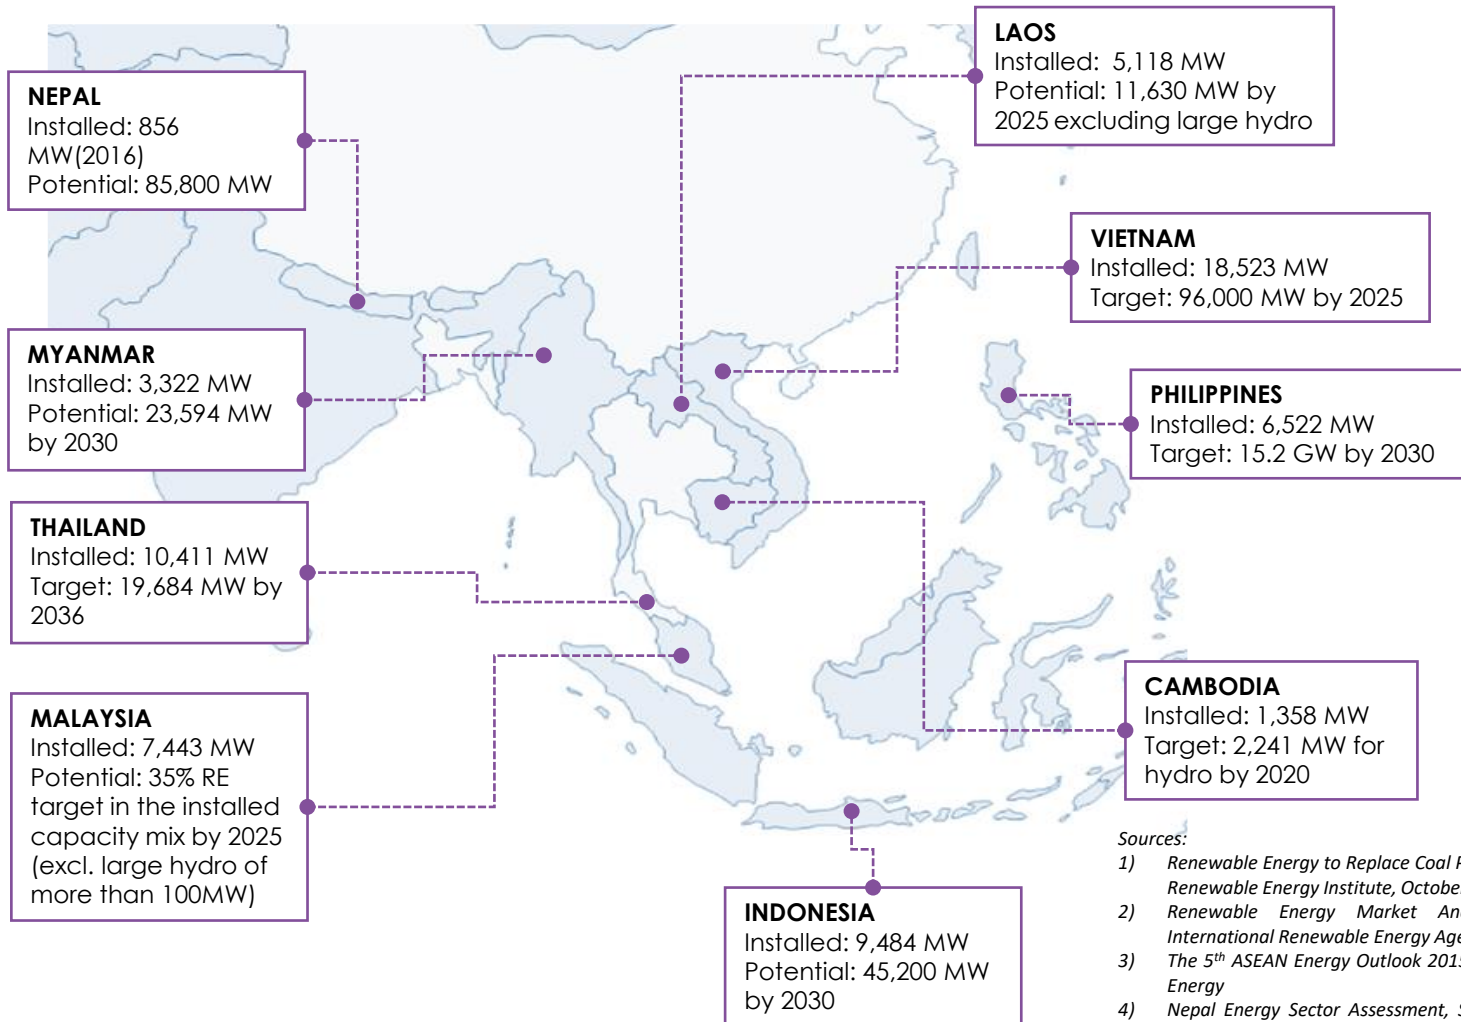 LAOS
Installed: 5,118 MW
Potential: 11,630 MW by
2025 excluding large hydro
NEPAL
Installed: 856
MW(2016)
Potential: 85,800 MW
VIETNAM
Installed: 18,523 MW
Target: 96,000 MW by 2025
MYANMAR
Installed: 3,322 MW
Potential: 23,594 MW
by 2030
PHILIPPINES
Installed: 6,522 MW
Target: 15.2 GW by 2030
THAILAND
Installed: 10,411 MW
Target: 19,684 MW by
2036
MALAYSIA
Installed: 7,443 MW
Potential: 35% RE
target in the installed
capacity mix by 2025
(excl. large hydro of
more than 100MW)
CAMBODIA
Installed: 1,358 MW
Target: 2,241 MW for
hydro by 2020
INDONESIA
Installed: 9,484 MW
Potential: 45,200 MW
by 2030
Sources:
1) Renewable Energy to Replace Coal
Renewable Energy Institute, October
2) Renewable Energy Market
International Renewable Energy
3) The 5th ASEAN Energy Outlook
Energy
4) Nepal Energy Sector Assessment,